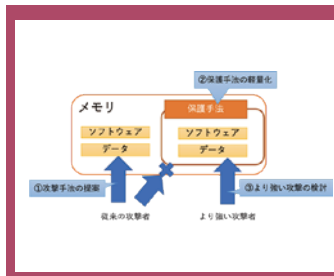 ②保護手法の軽量化
メモリ
保護手法
ソフトウェア
データ
ソフトウェア
データ
①攻撃手法の提案
③より強い攻撃の検討
従来の攻撃者
より強い攻撃者